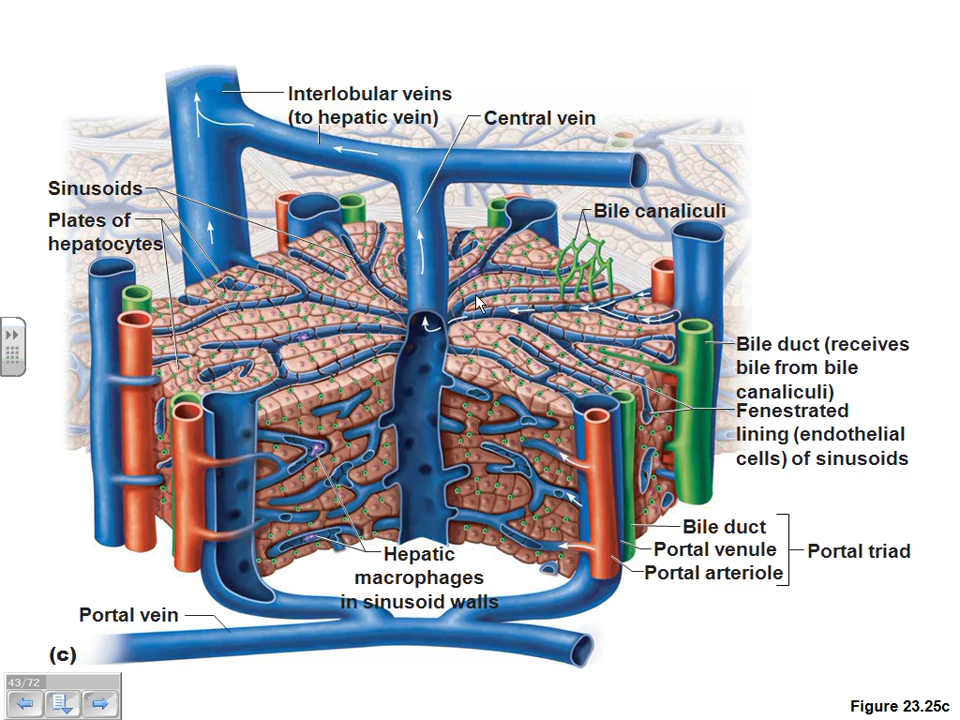 Interlobular veins
(to hepatic vein)
Central vein
Sinusoids
Plates of
hepatocytes
Bile canaliculi
Bile duct (receives
bile from bile
canaliculi)
Fenestrated
lining (endothelial
cells) of sinusoids
Bile duct
Portal venule
Portal arteriole
Portal triad
Hepatic
macrophages
in sinusoid walls
Portal vein
(c)
43/72
Figure 23.25c